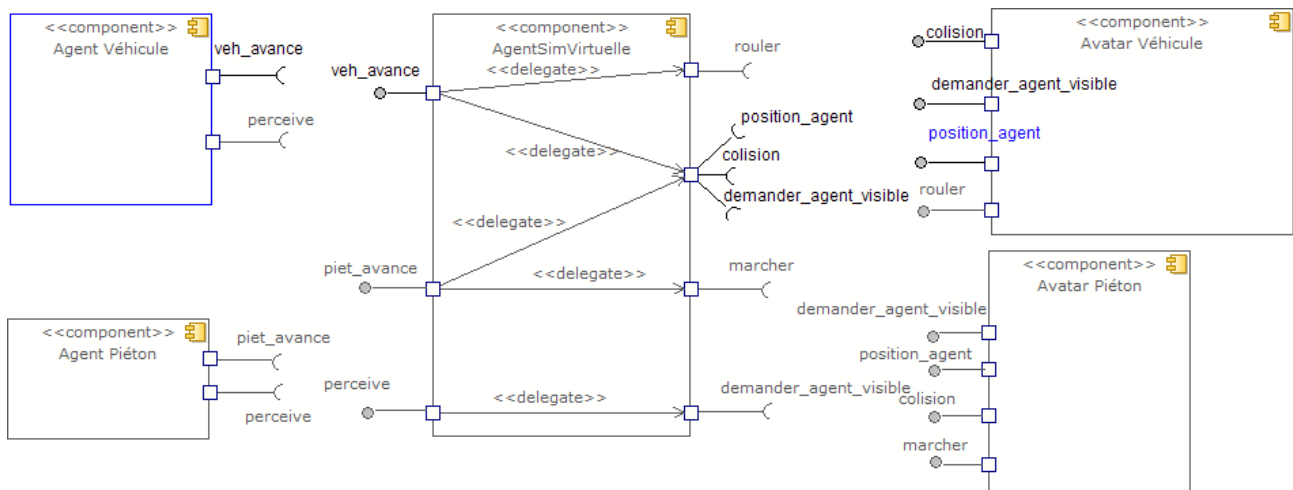 <<component>>
Agent Véhicule
veh_avance
perceive
<<component>>
AgentSimVirtuelle
<<delegate>>
veh_avance
rouler
<<delegate>>
position_agent
colision
demander_agent_visible
<<delegate>>
piet_avance
<<delegate>>
marcher
perceive
<<delegate>>
demander_agent_visible
<<component>>
Agent Piéton
piet_avance
perceive
<<component>>
Avatar Véhicule
colision
demander_agent_visible
position_agent
rouler
<<component>>
Avatar Piéton
demander_agent_visible
position_agent
colision
marcher